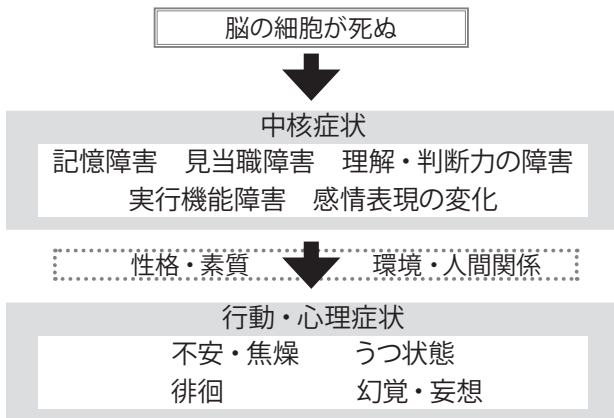 脳の細胞が死ぬ
中核症状
記憶障害 見当職障害 理解・判断力の障害
実行機能障害 感情表現の変化
性格・素質 環境・人間関係
行動・心理症状
不安・焦燥 うつ状態
徘徊 幻覚・妄想